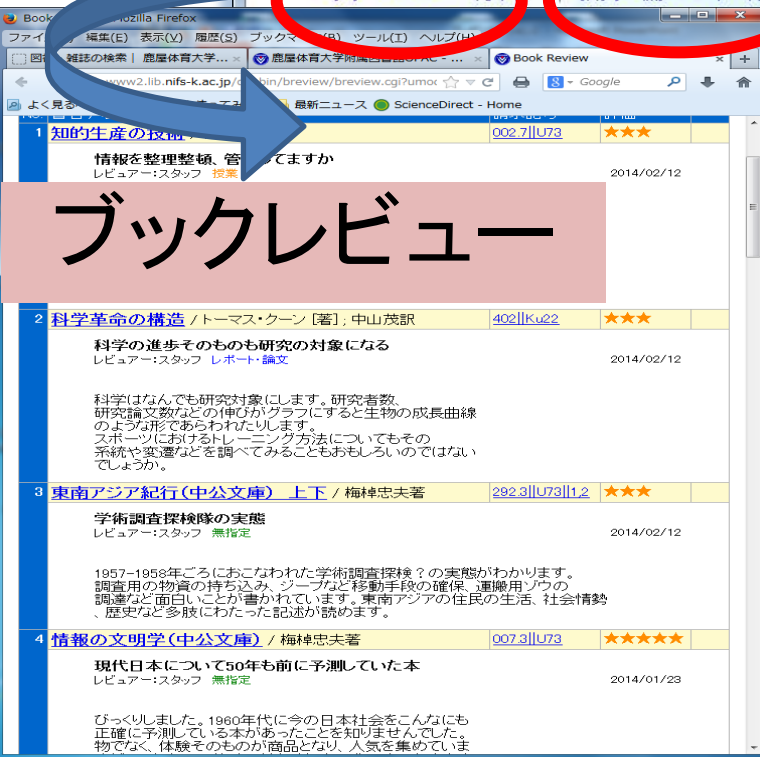 Mozilla Firefox
編集(E) 表示(V) 履歴(S) ブックマーク(B) ツール(T) ヘルプ(H)
雑誌の検索 | 鹿屋体育大学... × 鹿屋体育大学附属図書館OPAC - ... × Book Review × +
www2.lib.nifs-k.ac.jp/ bin/breview/breview.cgi?umor Google
よく見る 最新ニュース ScienceDirect - Home
1 知的生産の技術 002.7||U73 ★★★
情報を整理整頓、管 てますか
レビュアー:スタッフ 授業 2014/02/12
ブックレビュー
2 科学革命の構造 / トーマス・クーン [著] ; 中山茂訳 402||Ku22 ★★★
科学の進歩そのものも研究の対象になる
レビュアー:スタッフ レポート・論文 2014/02/12
科学はなんでも研究対象にします。研究者数、
研究論文数などの伸びがグラフにすると生物の成長曲線
のような形であらわれたりします。
スポーツにおけるトレーニング方法についてもその
系統や変遷などを調べてみることもおもしろいのではない
でしょうか。
3 東南アジア紀行(中公文庫) 上下 / 梅棹忠夫著 292.3||U73||1,2 ★★★
学術調査探検隊の実態
レビュアー:スタッフ 無指定 2014/02/12
1957-1958年ごろにおこなわれた学術調査探検?の実態がわかります。
調査用の物資の持ち込み、ジープなど移動手段の確保、運搬用ゾウの
調達など面白いことが書かれています。東南アジアの住民の生活、社会情勢
、歴史など多肢にわたった記述が読めます。
4 情報の文明学(中公文庫) / 梅棹忠夫著 007.3||U73 ★★★★★
現代日本について50年も前に予測していた本
レビュアー:スタッフ 無指定 2014/01/23
びっくりしました。1960年代に今の日本社会をこんなにも
正確に予測している本があったことを知りませんでした。
物でなく、体験そのものが商品となり、人気を集めていま